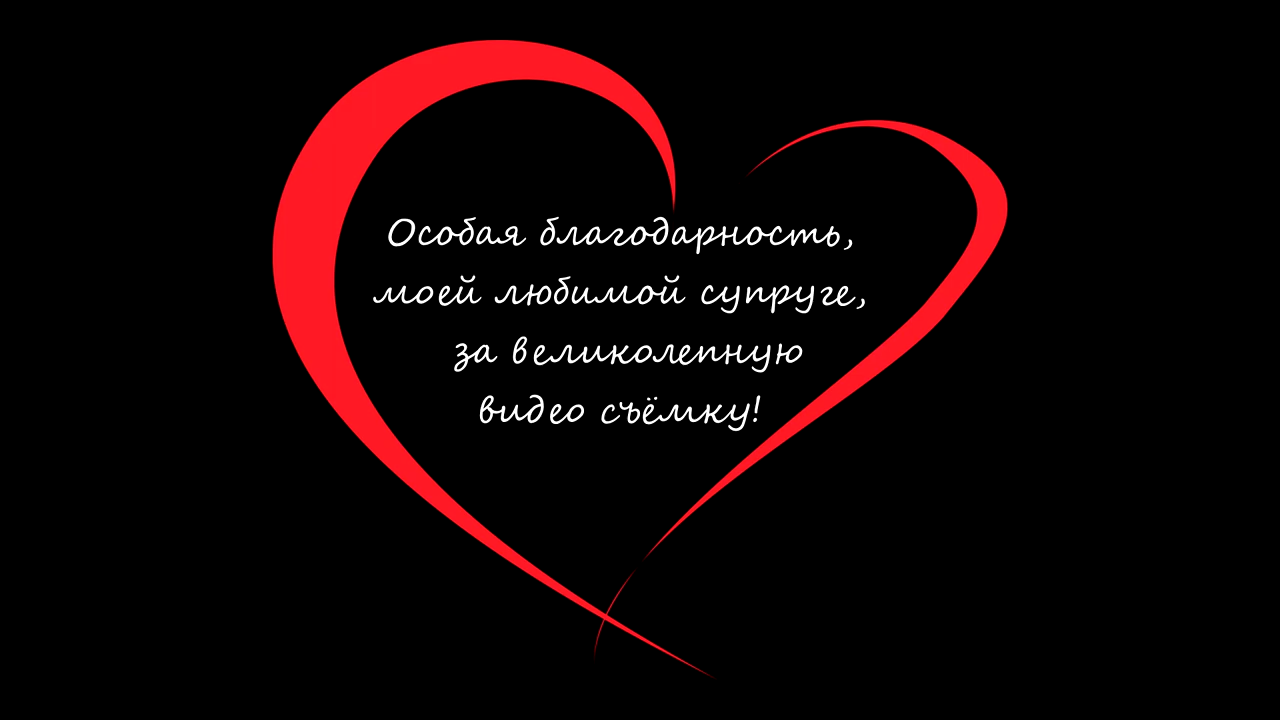 Особая благодарность,
моей любимой супруге,
за великолепную
видео съёмку!